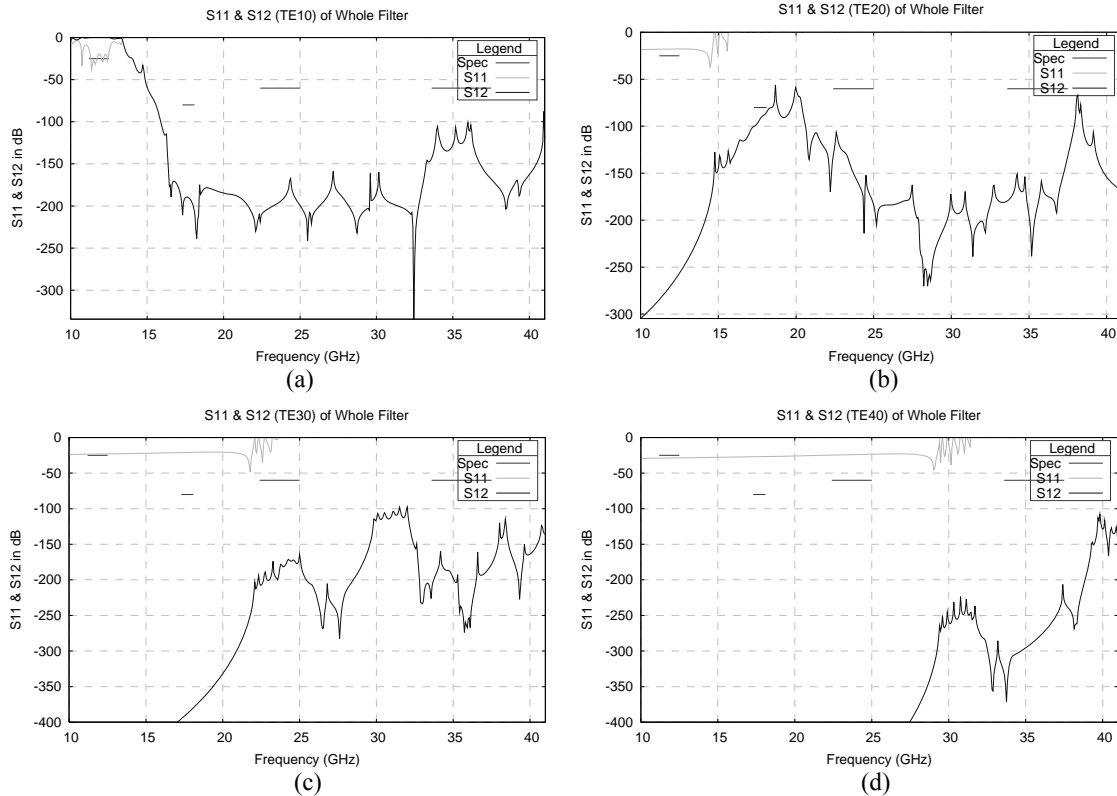 S11 & S12 (TE10) of Whole Filter
0
-50
-100
-150
-200
-250
-300
S11 & S12 in dB
10 15 20 25 30 35 40
Frequency (GHz)
Legend
Spec
S11
S12
(a)
S11 & S12 (TE20) of Whole Filter
0
-50
-100
-150
-200
-250
-300
S11 & S12 in dB
10 15 20 25 30 35 40
Frequency (GHz)
Legend
Spec
S11
S12
(b)
S11 & S12 (TE30) of Whole Filter
0
-50
-100
-150
-200
-250
-300
-350
-400
S11 & S12 in dB
10 15 20 25 30 35 40
Frequency (GHz)
Legend
Spec
S11
S12
(c)
S11 & S12 (TE40) of Whole Filter
0
-50
-100
-150
-200
-250
-300
-350
-400
S11 & S12 in dB
10 15 20 25 30 35 40
Frequency (GHz)
Legend
Spec
S11
S12
(d)